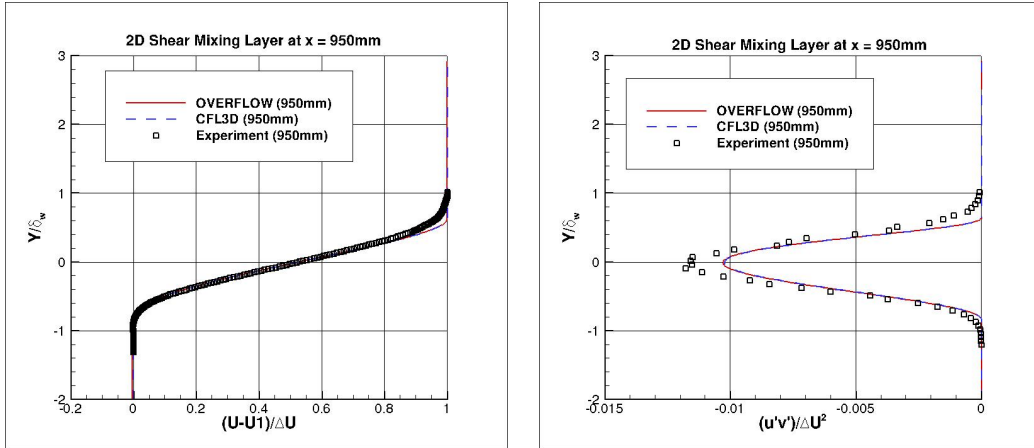 2D Shear Mixing Layer at x = 950mm
3
2
1
0
-1
-2
Y/δw
OVERFLOW (950mm)
CFL3D (950mm)
Experiment (950mm)
-0.2
0
0.2
0.4
0.6
0.8
1
(U-U1)/ΔU
2D Shear Mixing Layer at x = 950mm
3
2
1
0
-1
-2
Y/δw
OVERFLOW (950mm)
CFL3D (950mm)
Experiment (950mm)
-0.015
-0.01
-0.005
0
(u'v')/ΔU²